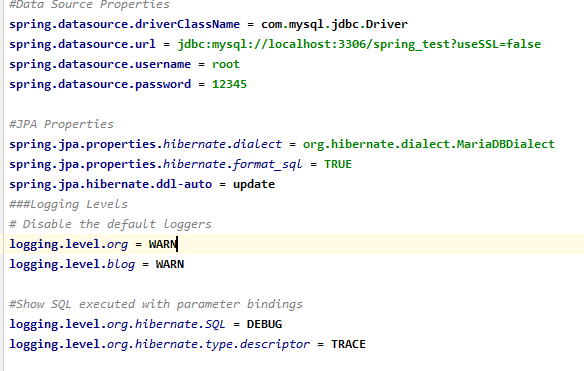 #Data Source Properties
spring.datasource.driverClassName = com.mysql.jdbc.Driver
spring.datasource.url = jdbc:mysql://localhost:3306/spring_test?useSSL=false
spring.datasource.username = root
spring.datasource.password = 12345
#JPA Properties
spring.jpa.properties.hibernate.dialect = org.hibernate.dialect.MariaDBDialect
spring.jpa.properties.hibernate.format_sql = TRUE
spring.jpa.hibernate.ddl-auto = update
###Logging Levels
# Disable the default loggers
logging.level.org = WARN
logging.level.blog = WARN
#Show SQL executed with parameter bindings
logging.level.org.hibernate.SQL = DEBUG
logging.level.org.hibernate.type.descriptor = TRACE